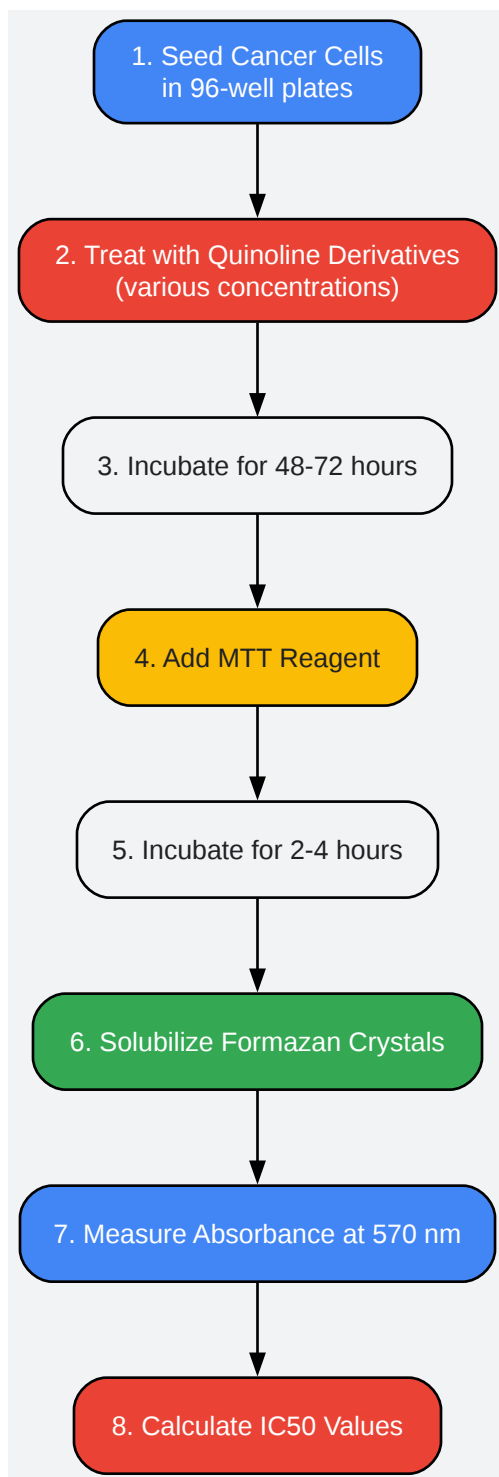 1. Seed Cancer Cells
in 96-well plates
2. Treat with Quinoline Derivatives
(various concentrations)
3. Incubate for 48-72 hours
4. Add MTT Reagent
5. Incubate for 2-4 hours
6. Solubilize Formazan Crystals
7. Measure Absorbance at 570 nm
8. Calculate IC50 Values